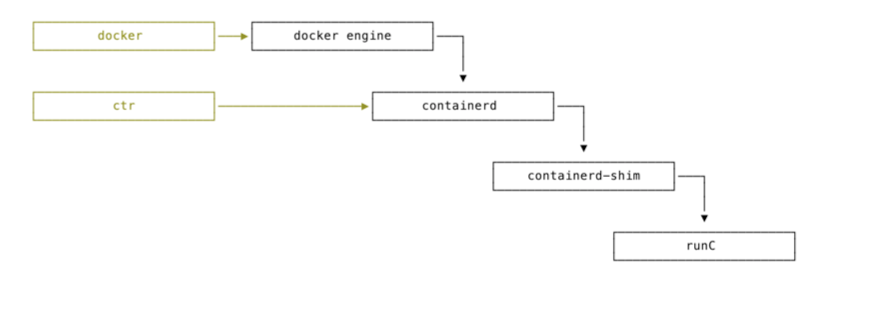 docker
docker engine
ctr
containerd
containerd-shim
runC